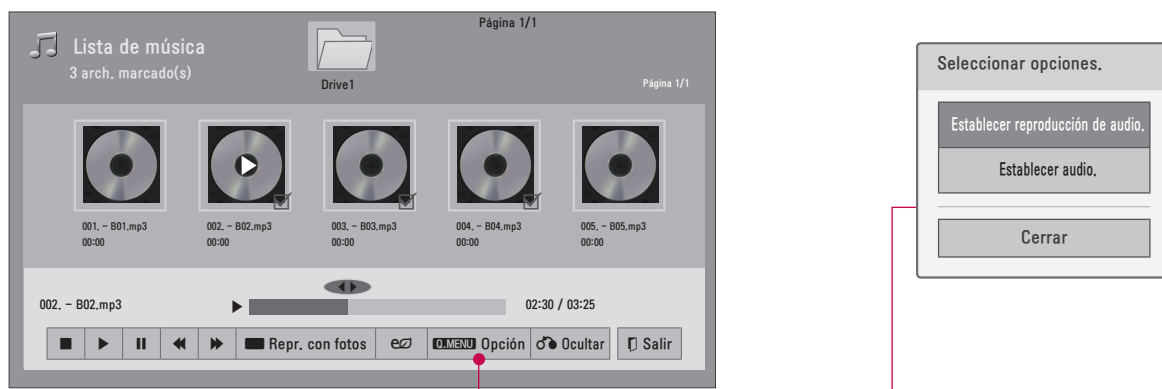 Página 1/1
Lista de música
3 arch. marcado(s)
Drive1
Página 1/1
001. - B01.mp3
00:00
002. - B02.mp3
00:00
003. - B03.mp3
00:00
004. - B04.mp3
00:00
005. - B05.mp3
00:00
002. - B02.mp3
02:30 / 03:25
Repr. con fotos
Q.MENU Opción
Ocultar
Salir
Seleccionar opciones.
Establecer reproducción de audio.
Establecer audio.
Cerrar